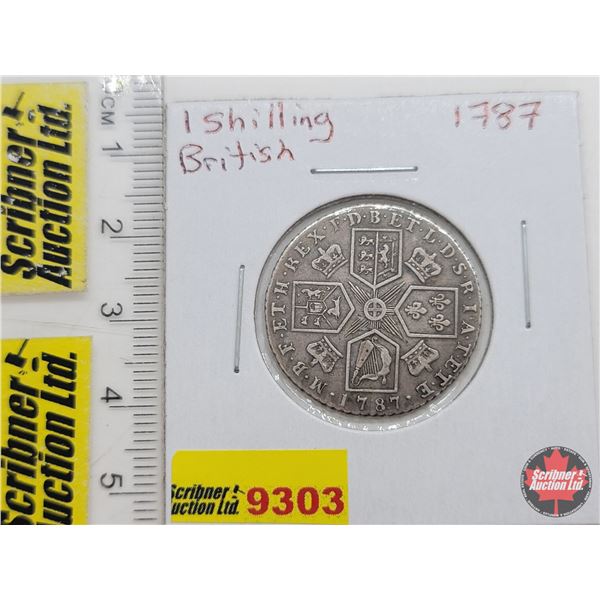 Scribner
Auction Ltd.
Scribner
Auction Ltd.
CM 1 2 3 4 5
1 Shilling
British
1787
M·B·F·ET·H·REX·F·D·B·ET·L·D·S·R·I·A·T·ET·E·
·1787·
Scribner
uction Ltd.
9303
Scribner
Auction Ltd.